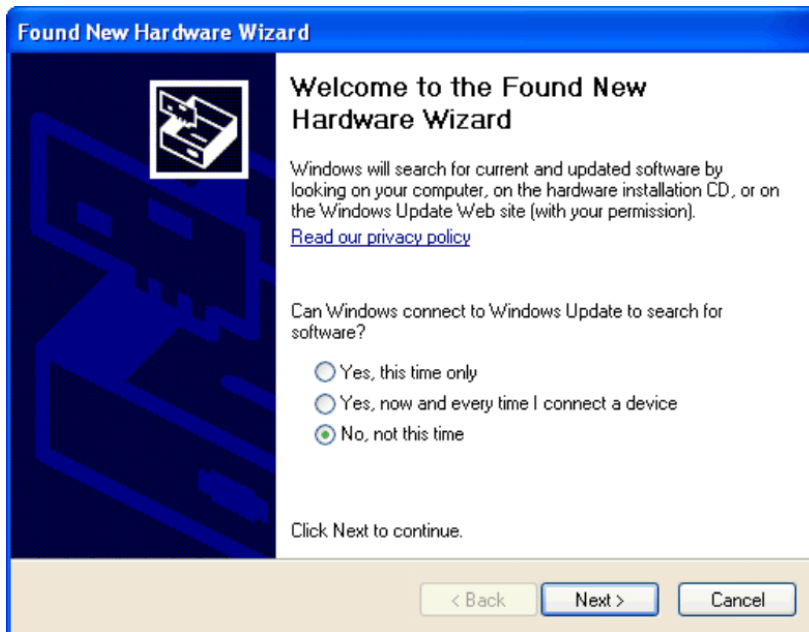 Found New Hardware Wizard
Welcome to the Found New
Hardware Wizard
Windows will search for current and updated software by
looking on your computer, on the hardware installation CD, or on
the Windows Update Web site (with your permission).
Read our privacy policy
Can Windows connect to Windows Update to search for
software?
Yes, this time only
Yes, now and every time I connect a device
No, not this time
Click Next to continue.
< Back Next > Cancel